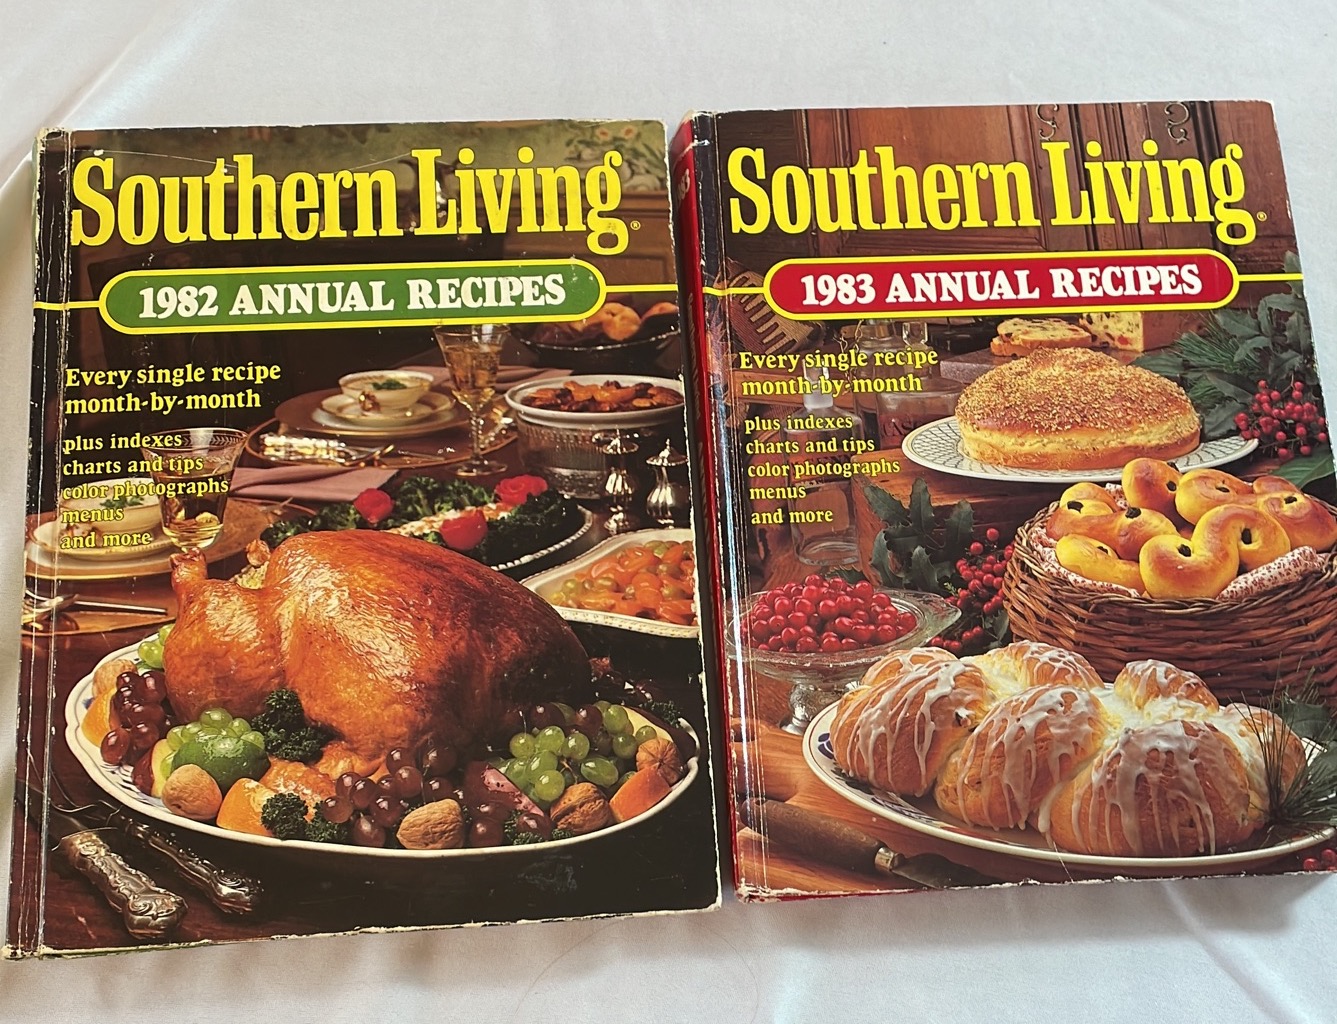 Southern Living®
1982 ANNUAL RECIPES
Every single recipe
month-by-month
plus indexes
charts and tips
color photographs
menus
and more
Southern Living®
1983 ANNUAL RECIPES
Every single recipe
month-by-month
plus indexes
charts and tips
color photographs
menus
and more